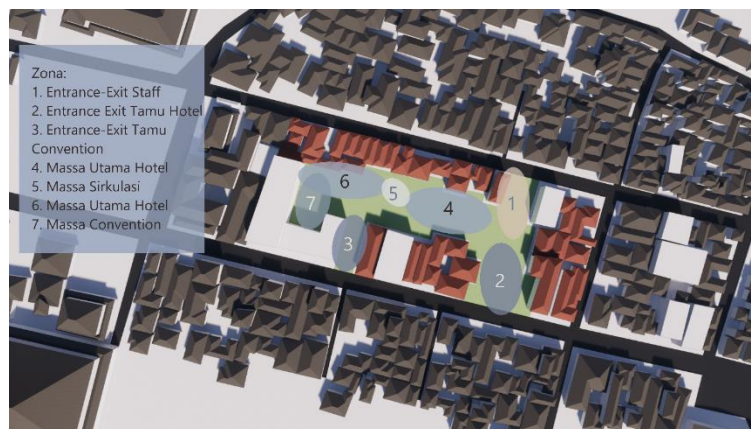 Zona:
1. Entrance-Exit Staff
2. Entrance Exit Tamu Hotel
3. Entrance-Exit Tamu
Convention
4. Massa Utama Hotel
5. Massa Sirkulasi
6. Massa Utama Hotel
7. Massa Convention
6
5
7
4
1
3
2